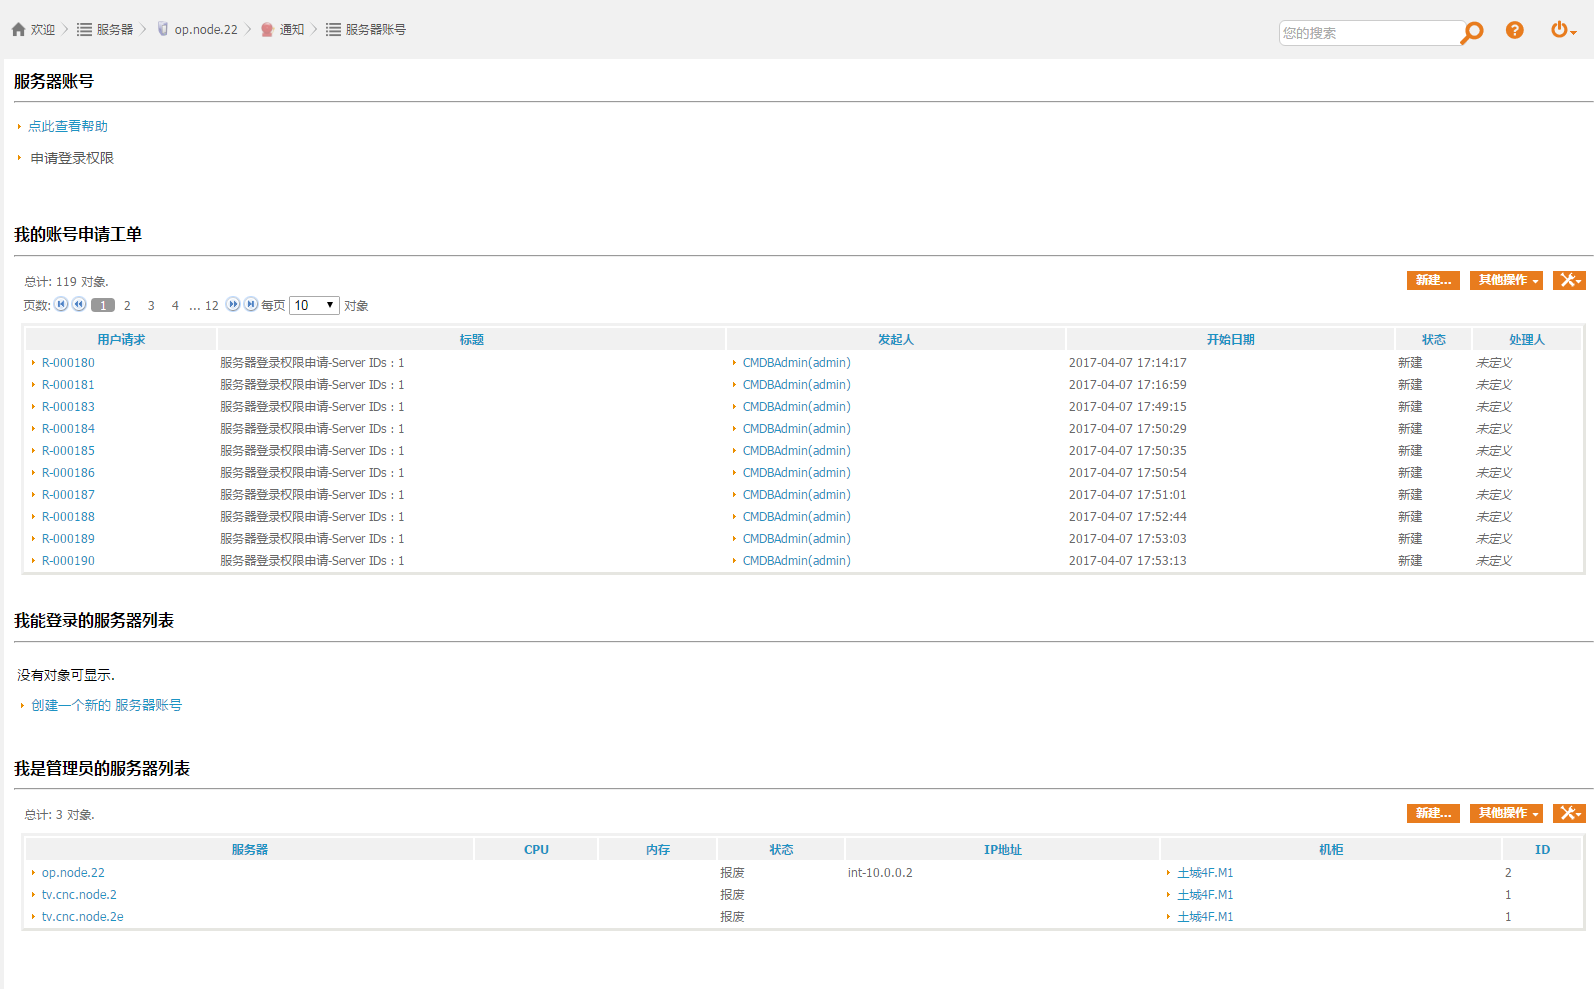 欢迎 服务器 op.node.22 通知 服务器账号 您的搜索
服务器账号
点此查看帮助
申请登录权限
我的账号申请工单
总计: 119 对象.
新建... 其他操作
页数: 1 2 3 4 ... 12 每页 10 对象
用户请求 标题 发起人 开始日期 状态 处理人
R-000180 服务器登录权限申请-Server IDs : 1 CMDBAdmin(admin) 2017-04-07 17:14:17 新建 未定义
R-000181 服务器登录权限申请-Server IDs : 1 CMDBAdmin(admin) 2017-04-07 17:16:59 新建 未定义
R-000183 服务器登录权限申请-Server IDs : 1 CMDBAdmin(admin) 2017-04-07 17:49:15 新建 未定义
R-000184 服务器登录权限申请-Server IDs : 1 CMDBAdmin(admin) 2017-04-07 17:50:29 新建 未定义
R-000185 服务器登录权限申请-Server IDs : 1 CMDBAdmin(admin) 2017-04-07 17:50:35 新建 未定义
R-000186 服务器登录权限申请-Server IDs : 1 CMDBAdmin(admin) 2017-04-07 17:50:54 新建 未定义
R-000187 服务器登录权限申请-Server IDs : 1 CMDBAdmin(admin) 2017-04-07 17:51:01 新建 未定义
R-000188 服务器登录权限申请-Server IDs : 1 CMDBAdmin(admin) 2017-04-07 17:52:44 新建 未定义
R-000189 服务器登录权限申请-Server IDs : 1 CMDBAdmin(admin) 2017-04-07 17:53:03 新建 未定义
R-000190 服务器登录权限申请-Server IDs : 1 CMDBAdmin(admin) 2017-04-07 17:53:13 新建 未定义
我能登录的服务器列表
没有对象可显示.
创建一个新的 服务器账号
我是管理员的服务器列表
总计: 3 对象.
新建... 其他操作
服务器 CPU 内存 状态 IP地址 机柜 ID
op.node.22 报废 int-10.0.0.2 土城4F.M1 2
tv.cnc.node.2 报废 土城4F.M1 1
tv.cnc.node.2e 报废 土城4F.M1 1